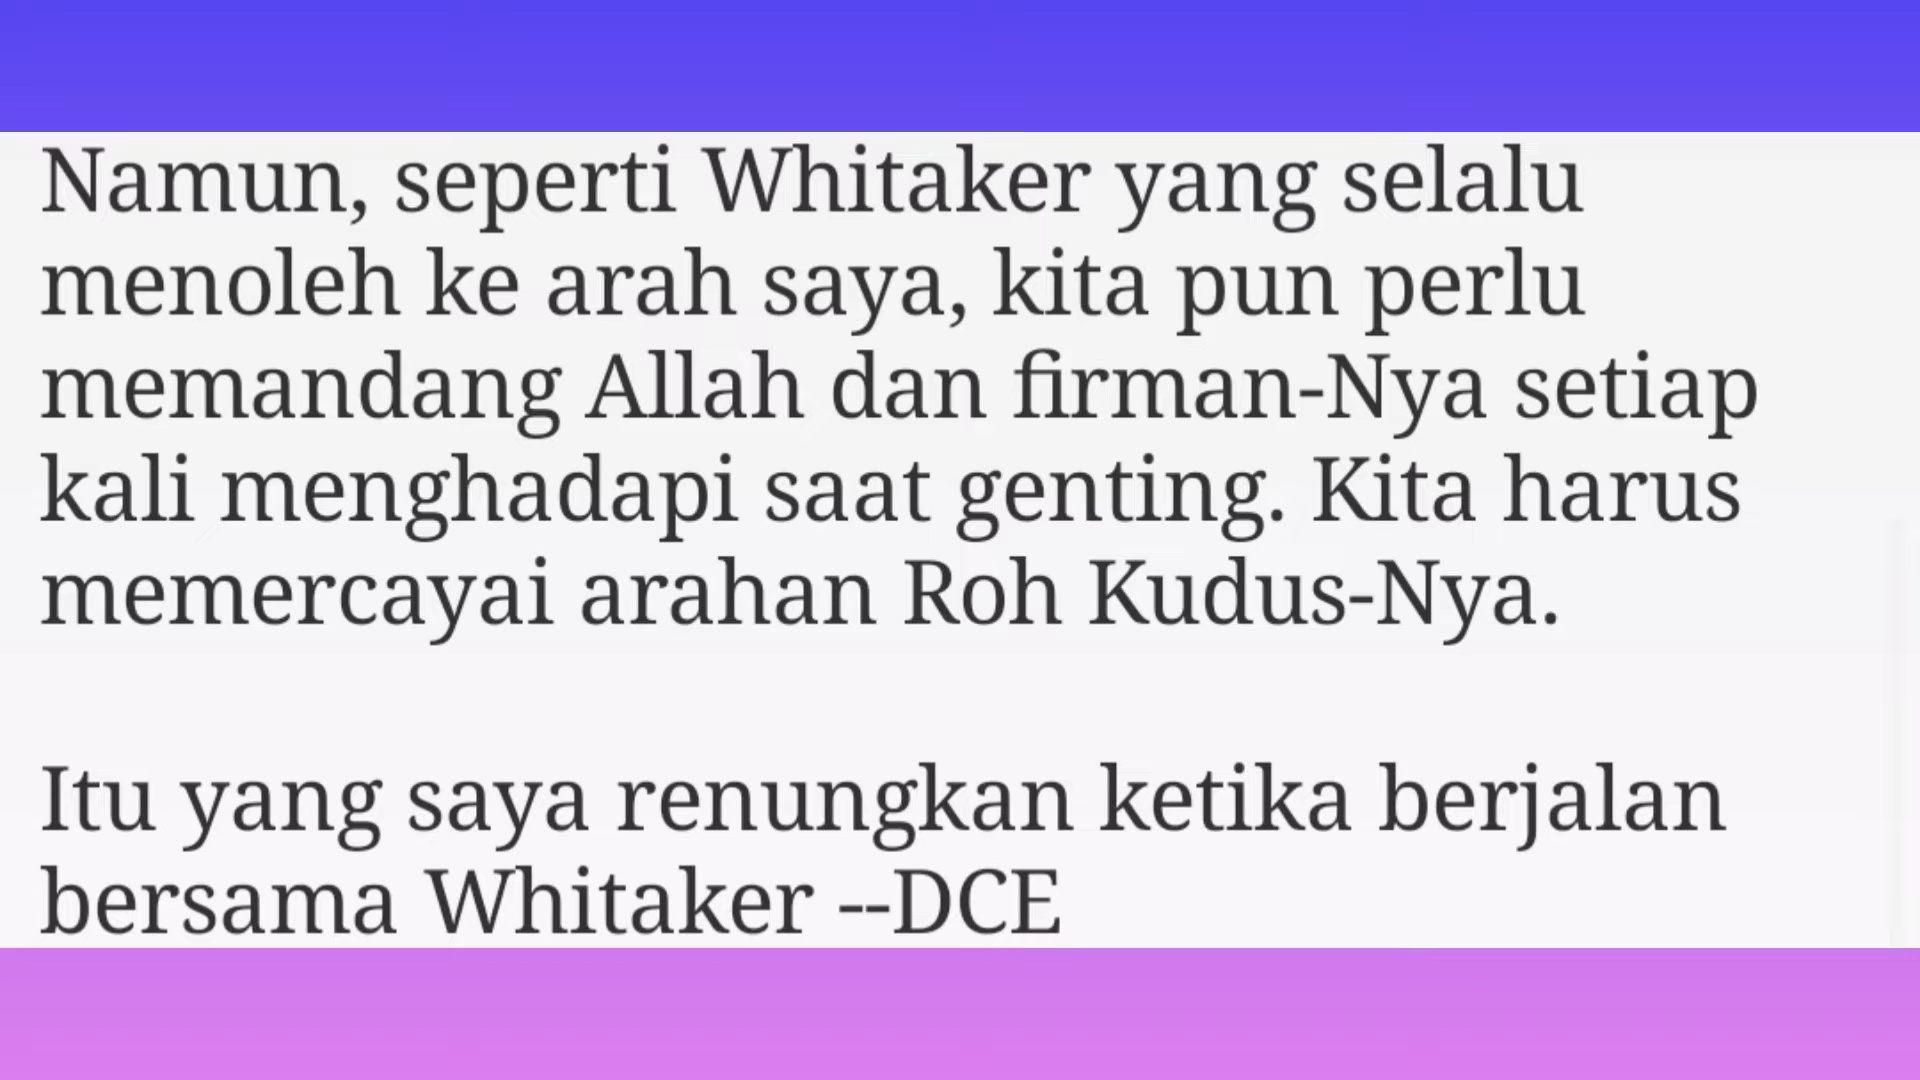 Namun, seperti Whitaker yang selalu
menoleh ke arah saya, kita pun perlu
memandang Allah dan firman-Nya setiap
kali menghadapi saat genting. Kita harus
memercayai arahan Roh Kudus-Nya.
Itu yang saya renungkan ketika berjalan
bersama Whitaker --DCE